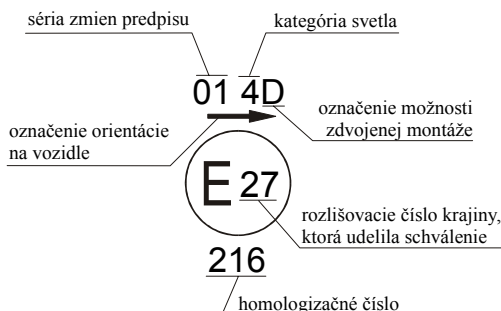 séria zmien predpisu
kategória svetla
01 4D
označenie orientácie
na vozidle
označenie možnosti
zdvojenej montáže
E 27
rozlišovacie číslo krajiny,
ktorá udelila schválenie
216
homologizačné číslo